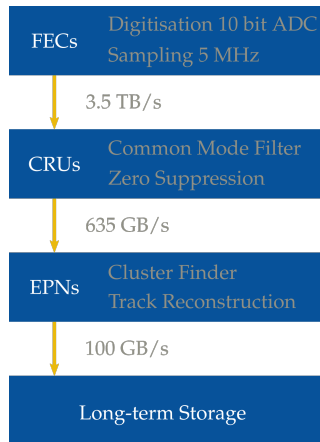 FECs
Digitisation 10 bit ADC
Sampling 5 MHz
3.5 TB/s
CRUs
Common Mode Filter
Zero Suppression
635 GB/s
EPNs
Cluster Finder
Track Reconstruction
100 GB/s
Long-term Storage